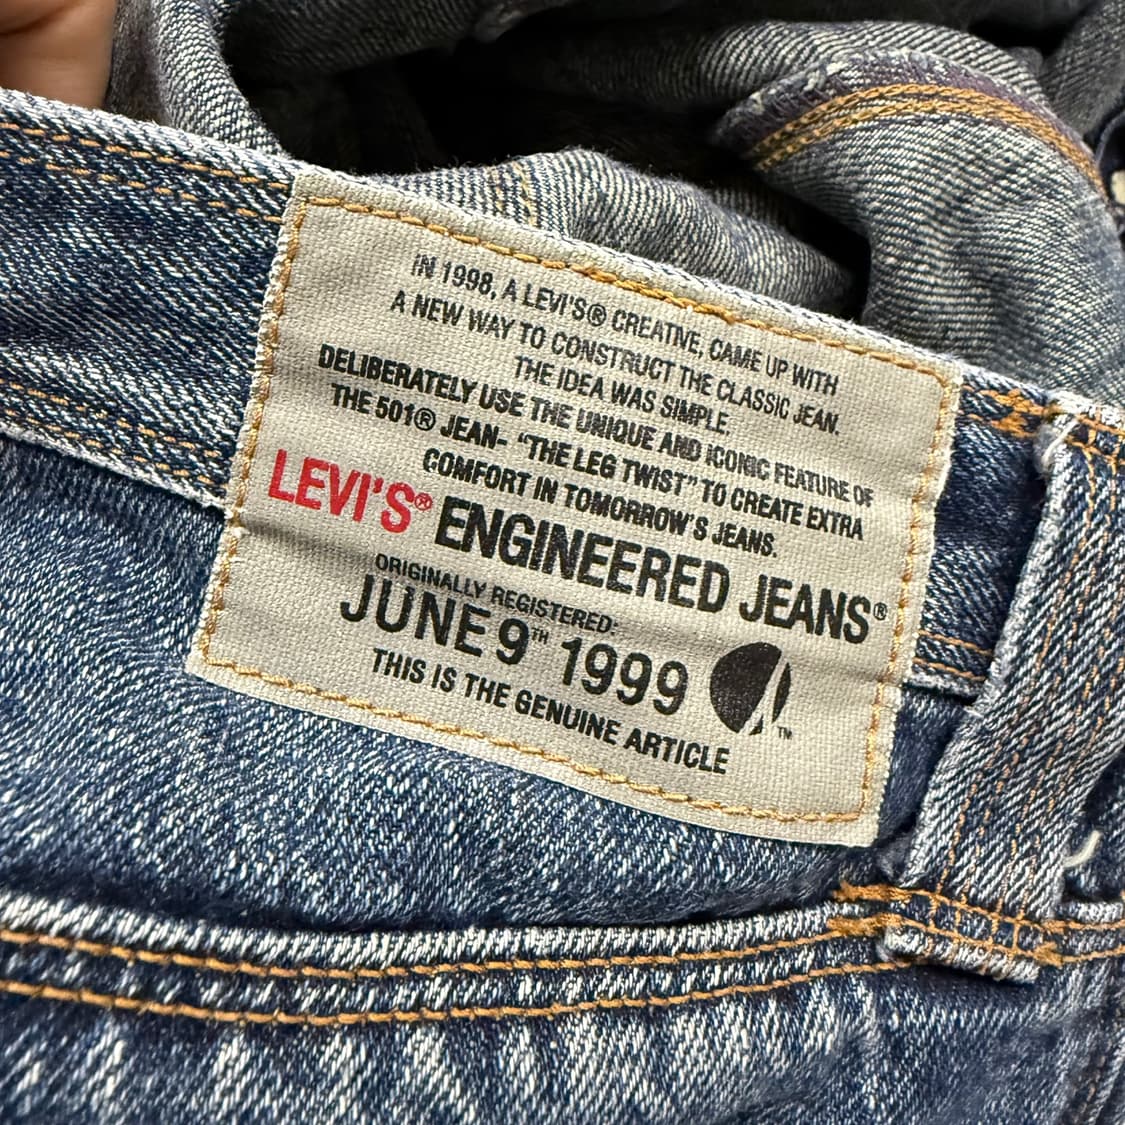 IN 1998, A LEVI'S® CREATIVE, CAME UP WITH
A NEW WAY TO CONSTRUCT THE CLASSIC JEAN.
THE IDEA WAS SIMPLE.
DELIBERATELY USE THE UNIQUE AND ICONIC FEATURE OF
THE 501® JEAN- "THE LEG TWIST" TO CREATE EXTRA
COMFORT IN TOMORROW'S JEANS.
LEVI'S® ENGINEERED JEANS®
ORIGINALLY REGISTERED:
JUNE 9TH 1999
THIS IS THE GENUINE ARTICLE
TM